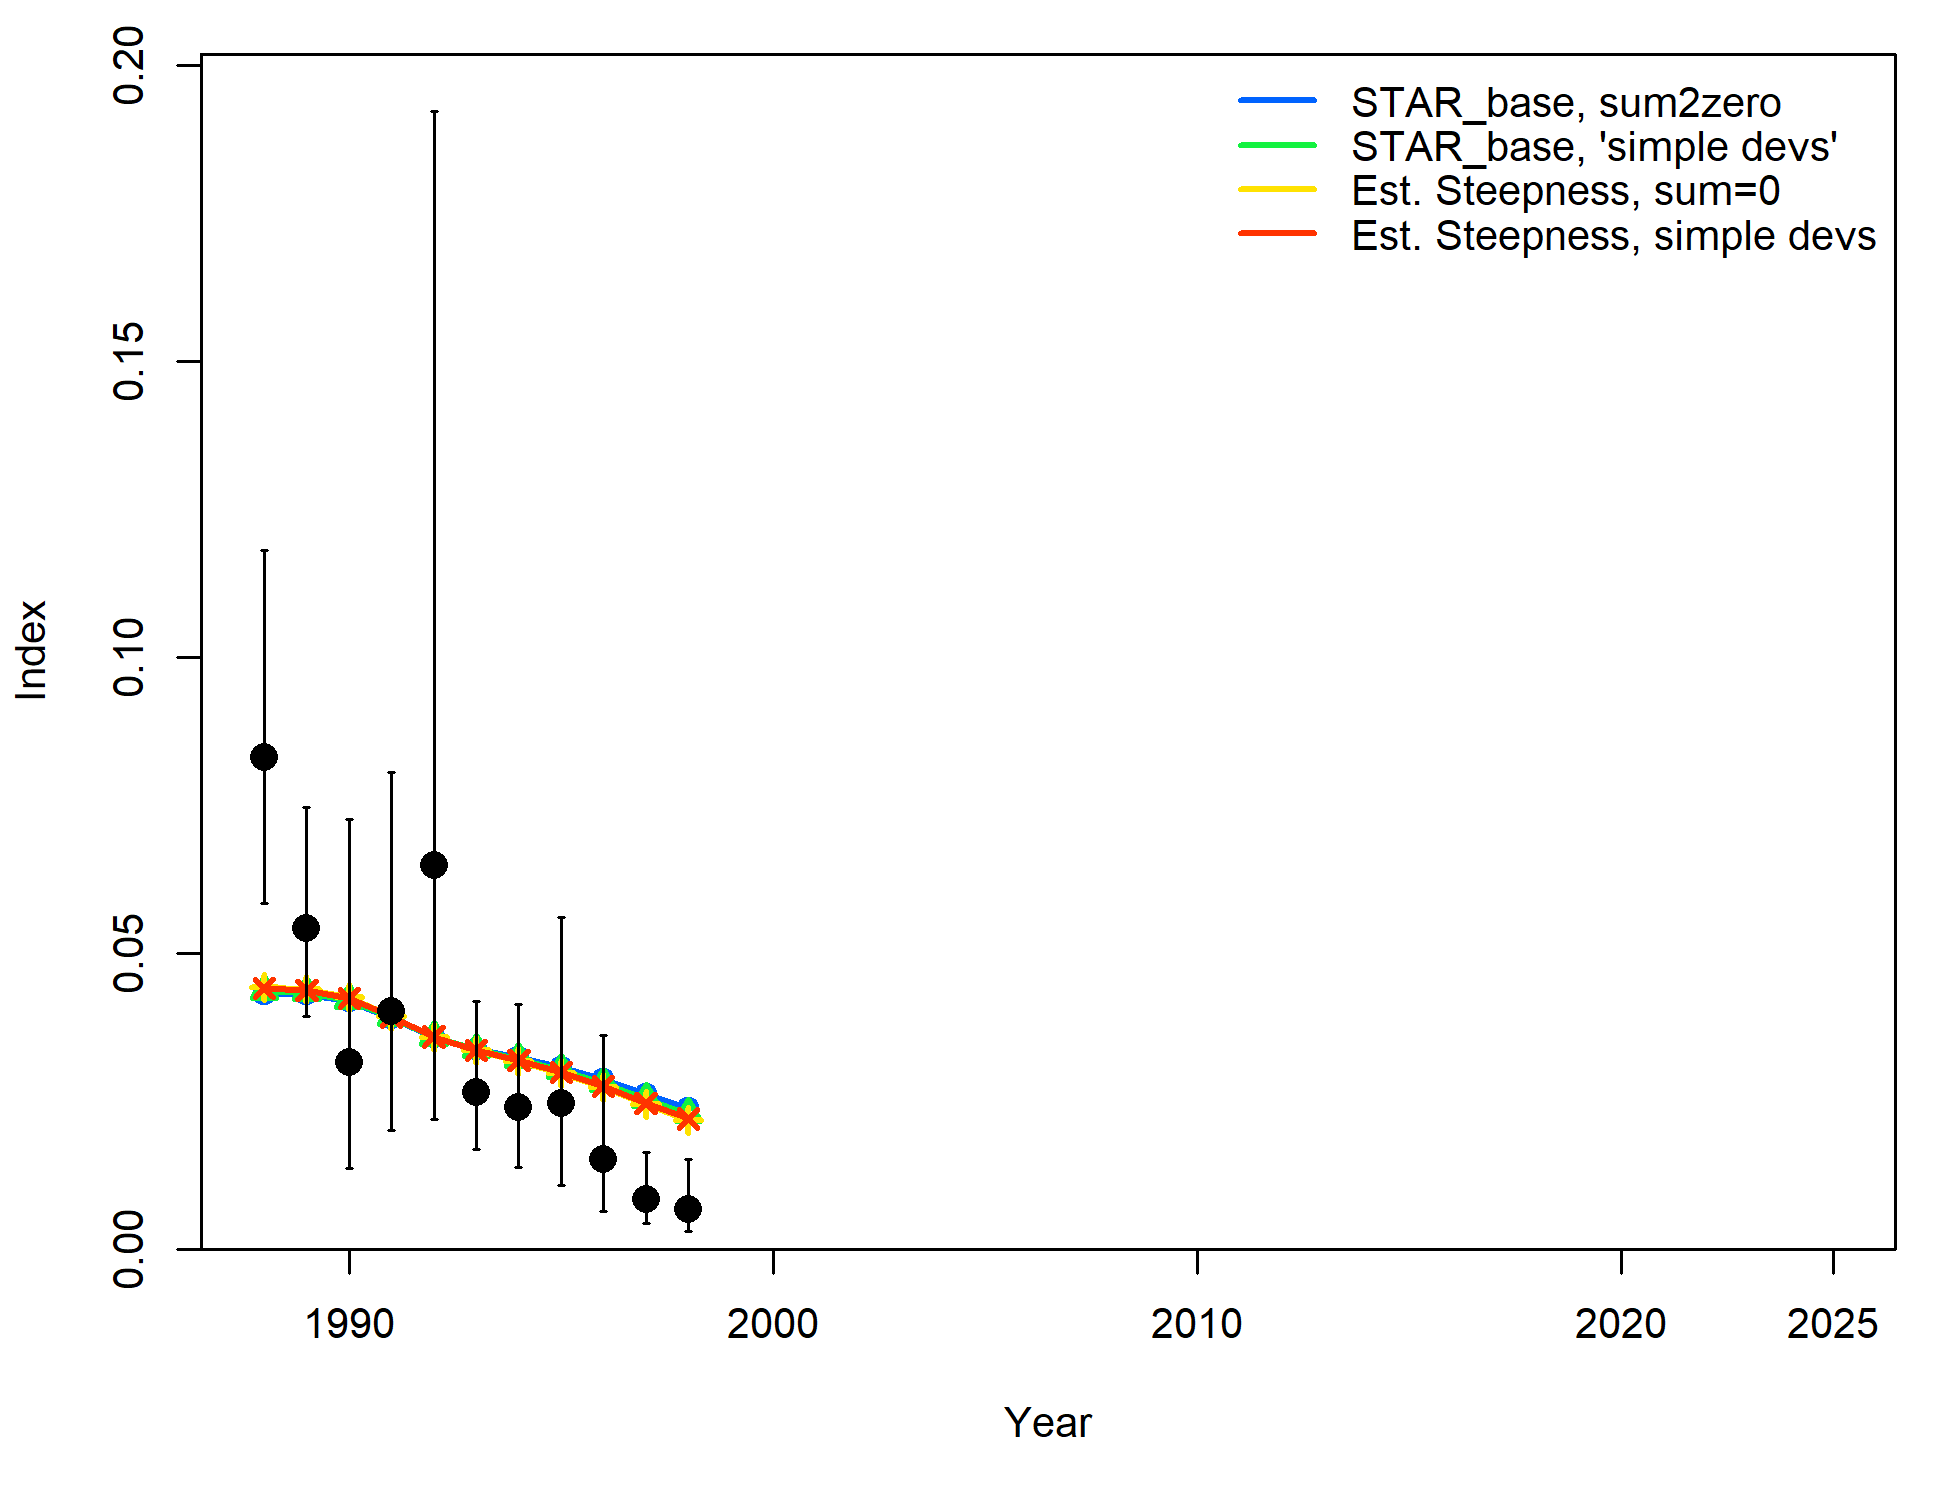 STAR_base, sum2zero
STAR_base, 'simple devs'
Est. Steepness, sum=0
Est. Steepness, simple devs
Index
0.20
0.15
0.10
0.05
0.00
1990 2000 2010 2020 2025
Year